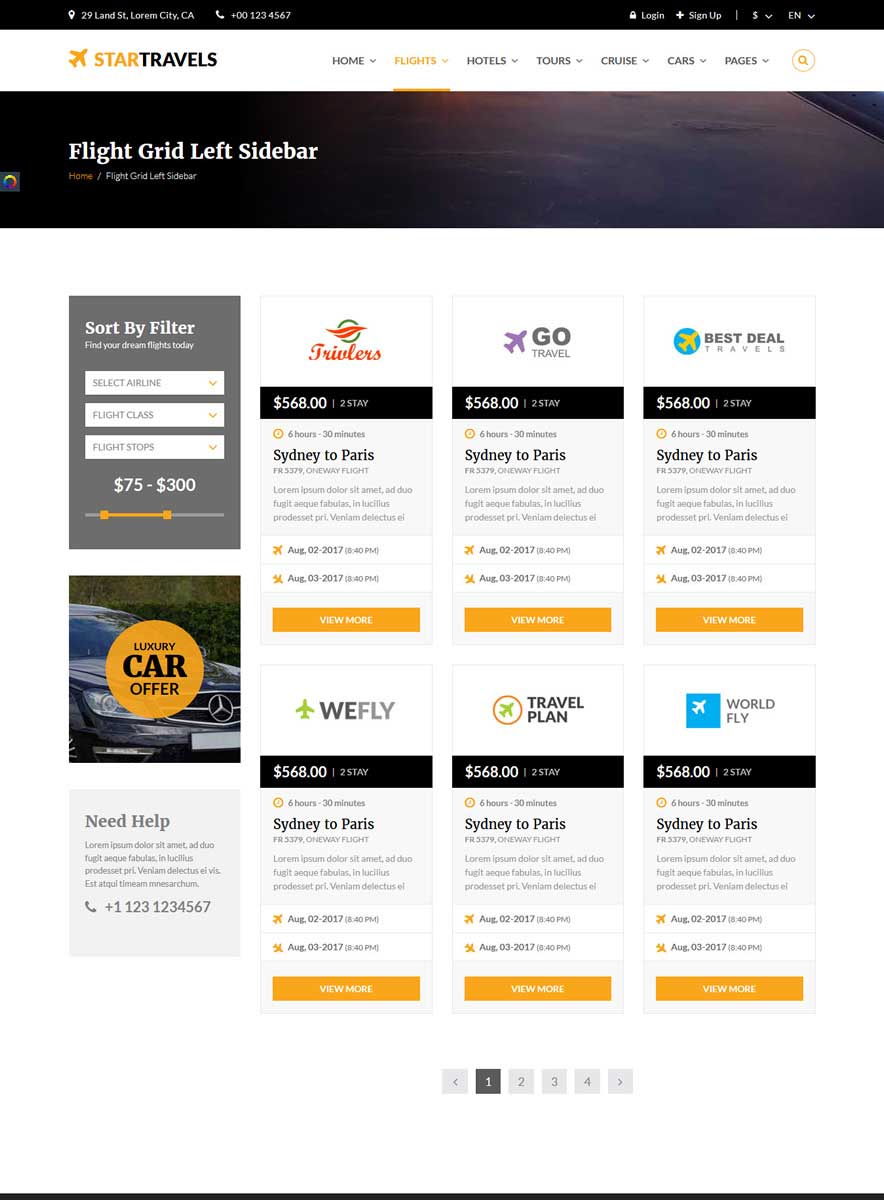 29 Land St, Lorem City, CA +00 123 4567 Login Sign Up | $ EN
STARTRAVELS HOME FLIGHTS HOTELS TOURS CRUISE CARS PAGES
Flight Grid Left Sidebar
Home / Flight Grid Left Sidebar
Sort By Filter
Find your dream flights today
SELECT AIRLINE
FLIGHT CLASS
FLIGHT STOPS
$75 - $300
LUXURY
CAR
OFFER
Need Help
Lorem ipsum dolor sit amet, ad duo
fugit aeque fabulas, in lucilius
prodesset pri. Veniam delectus ei vis.
Est atqui timeam mnesarchum.
+1 123 1234567
Trivlers
$568.00 | 2 STAY
6 hours - 30 minutes
Sydney to Paris
FR 5379, ONEWAY FLIGHT
Lorem ipsum dolor sit amet, ad duo
fugit aeque fabulas, in lucilius
prodesset pri. Veniam delectus ei
Aug, 02-2017 (8:40 PM)
Aug, 03-2017 (8:40 PM)
VIEW MORE
GO
TRAVEL
$568.00 | 2 STAY
6 hours - 30 minutes
Sydney to Paris
FR 5379, ONEWAY FLIGHT
Lorem ipsum dolor sit amet, ad duo
fugit aeque fabulas, in lucilius
prodesset pri. Veniam delectus ei
Aug, 02-2017 (8:40 PM)
Aug, 03-2017 (8:40 PM)
VIEW MORE
BEST DEAL
TRAVELS
$568.00 | 2 STAY
6 hours - 30 minutes
Sydney to Paris
FR 5379, ONEWAY FLIGHT
Lorem ipsum dolor sit amet, ad duo
fugit aeque fabulas, in lucilius
prodesset pri. Veniam delectus ei
Aug, 02-2017 (8:40 PM)
Aug, 03-2017 (8:40 PM)
VIEW MORE
WEFLY
$568.00 | 2 STAY
6 hours - 30 minutes
Sydney to Paris
FR 5379, ONEWAY FLIGHT
Lorem ipsum dolor sit amet, ad duo
fugit aeque fabulas, in lucilius
prodesset pri. Veniam delectus ei
Aug, 02-2017 (8:40 PM)
Aug, 03-2017 (8:40 PM)
VIEW MORE
TRAVEL
PLAN
$568.00 | 2 STAY
6 hours - 30 minutes
Sydney to Paris
FR 5379, ONEWAY FLIGHT
Lorem ipsum dolor sit amet, ad duo
fugit aeque fabulas, in lucilius
prodesset pri. Veniam delectus ei
Aug, 02-2017 (8:40 PM)
Aug, 03-2017 (8:40 PM)
VIEW MORE
WORLD
FLY
$568.00 | 2 STAY
6 hours - 30 minutes
Sydney to Paris
FR 5379, ONEWAY FLIGHT
Lorem ipsum dolor sit amet, ad duo
fugit aeque fabulas, in lucilius
prodesset pri. Veniam delectus ei
Aug, 02-2017 (8:40 PM)
Aug, 03-2017 (8:40 PM)
VIEW MORE
‹ 1 2 3 4 ›